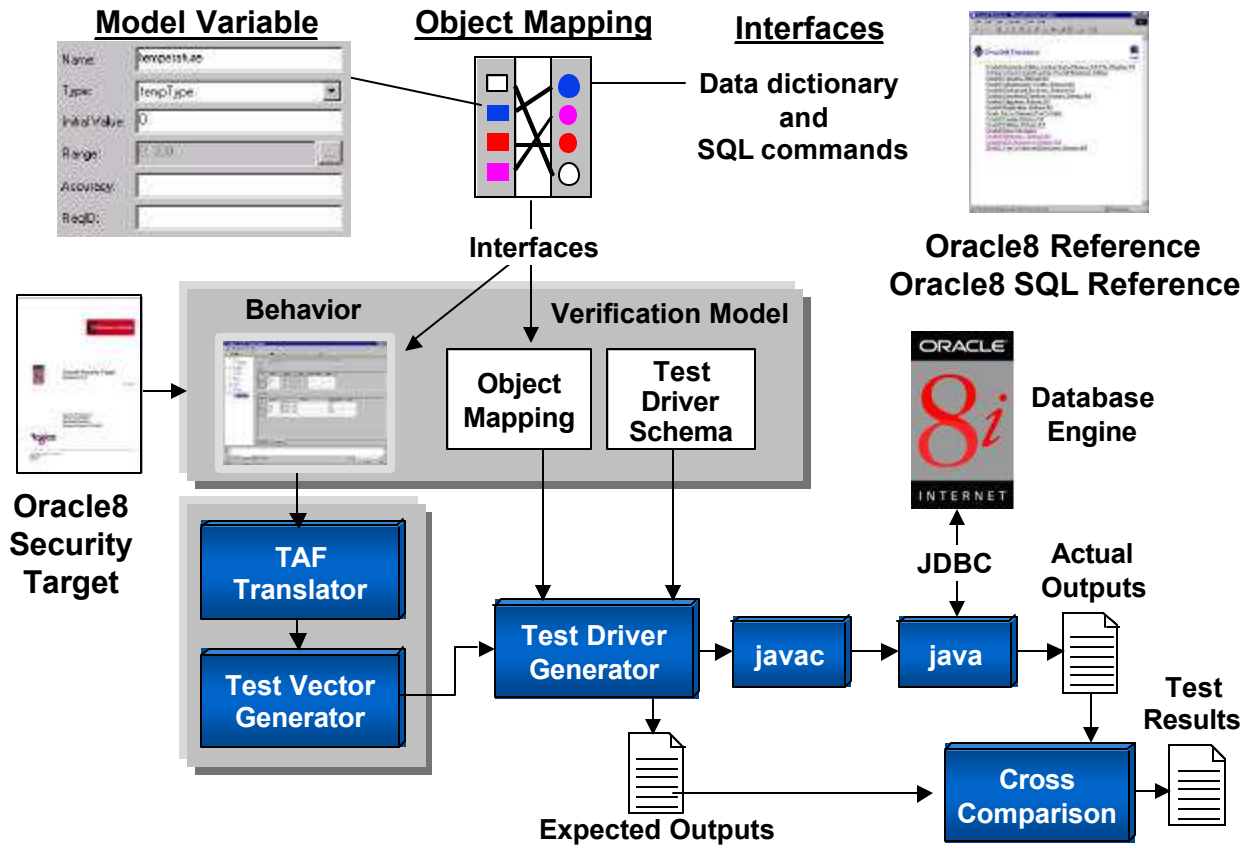 Model Variable
Object Mapping
Interfaces
Name:
temperature
Type:
tempType
Initial Value:
0
Range:
Accuracy:
ReqID:
Data dictionary
and
SQL commands
Oracle8 Reference
Oracle8 SQL Reference
Interfaces
Behavior
Verification Model
Object
Mapping
Test
Driver
Schema
ORACLE
8i
INTERNET
Database
Engine
Oracle8
Security
Target
TAF
Translator
Test Vector
Generator
Test Driver
Generator
javac
java
JDBC
Actual
Outputs
Test
Results
Expected Outputs
Cross
Comparison